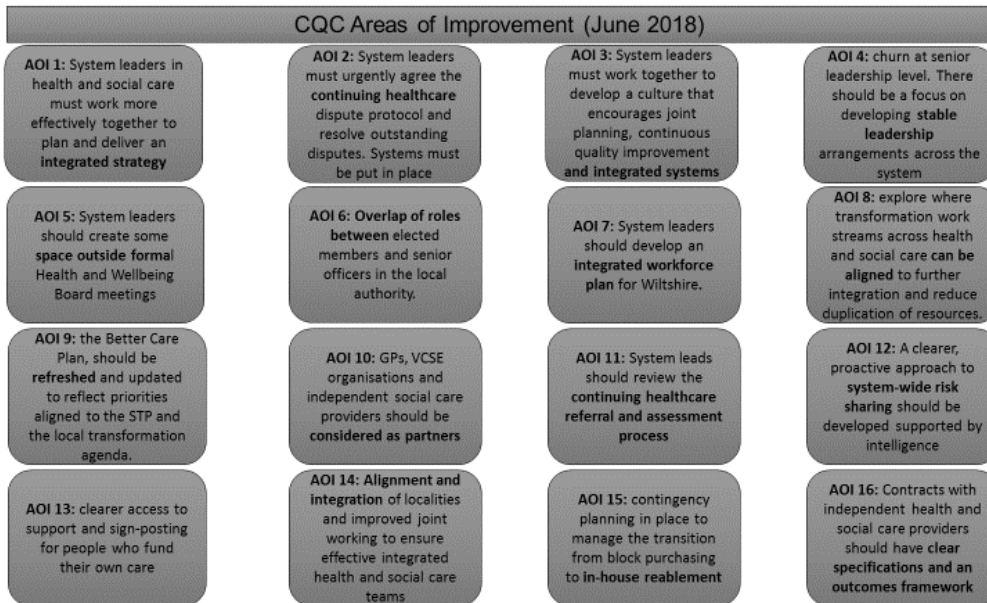 CQC Areas of Improvement (June 2018)
AOI 1: System leaders in
health and social care
must work more
effectively together to
plan and deliver an
integrated strategy
AOI 2: System leaders
must urgently agree the
continuing healthcare
dispute protocol and
resolve outstanding
disputes. Systems must
be put in place
AOI 3: System leaders
must work together to
develop a culture that
encourages joint
planning, continuous
quality improvement
and integrated systems
AOI 4: churn at senior
leadership level. There
should be a focus on
developing stable
leadership
arrangements across the
system
AOI 5: System leaders
should create some
space outside formal
Health and Wellbeing
Board meetings
AOI 6: Overlap of roles
between elected
members and senior
officers in the local
authority.
AOI 7: System leaders
should develop an
integrated workforce
plan for Wiltshire.
AOI 8: explore where
transformation work
streams across health
and social care can be
aligned to further
integration and reduce
duplication of resources.
AOI 9: the Better Care
Plan, should be
refreshed and updated
to reflect priorities
aligned to the STP and
the local transformation
agenda.
AOI 10: GPs, VCSE
organisations and
independent social care
providers should be
considered as partners
AOI 11: System leads
should review the
continuing healthcare
referral and assessment
process
AOI 12: A clearer,
proactive approach to
system-wide risk
sharing should be
developed supported by
intelligence
AOI 13: clearer access to
support and sign-posting
for people who fund
their own care
AOI 14: Alignment and
integration of localities
and improved joint
working to ensure
effective integrated
health and social care
teams
AOI 15: contingency
planning in place to
manage the transition
from block purchasing
to in-house reablement
AOI 16: Contracts with
independent health and
social care providers
should have clear
specifications and an
outcomes framework